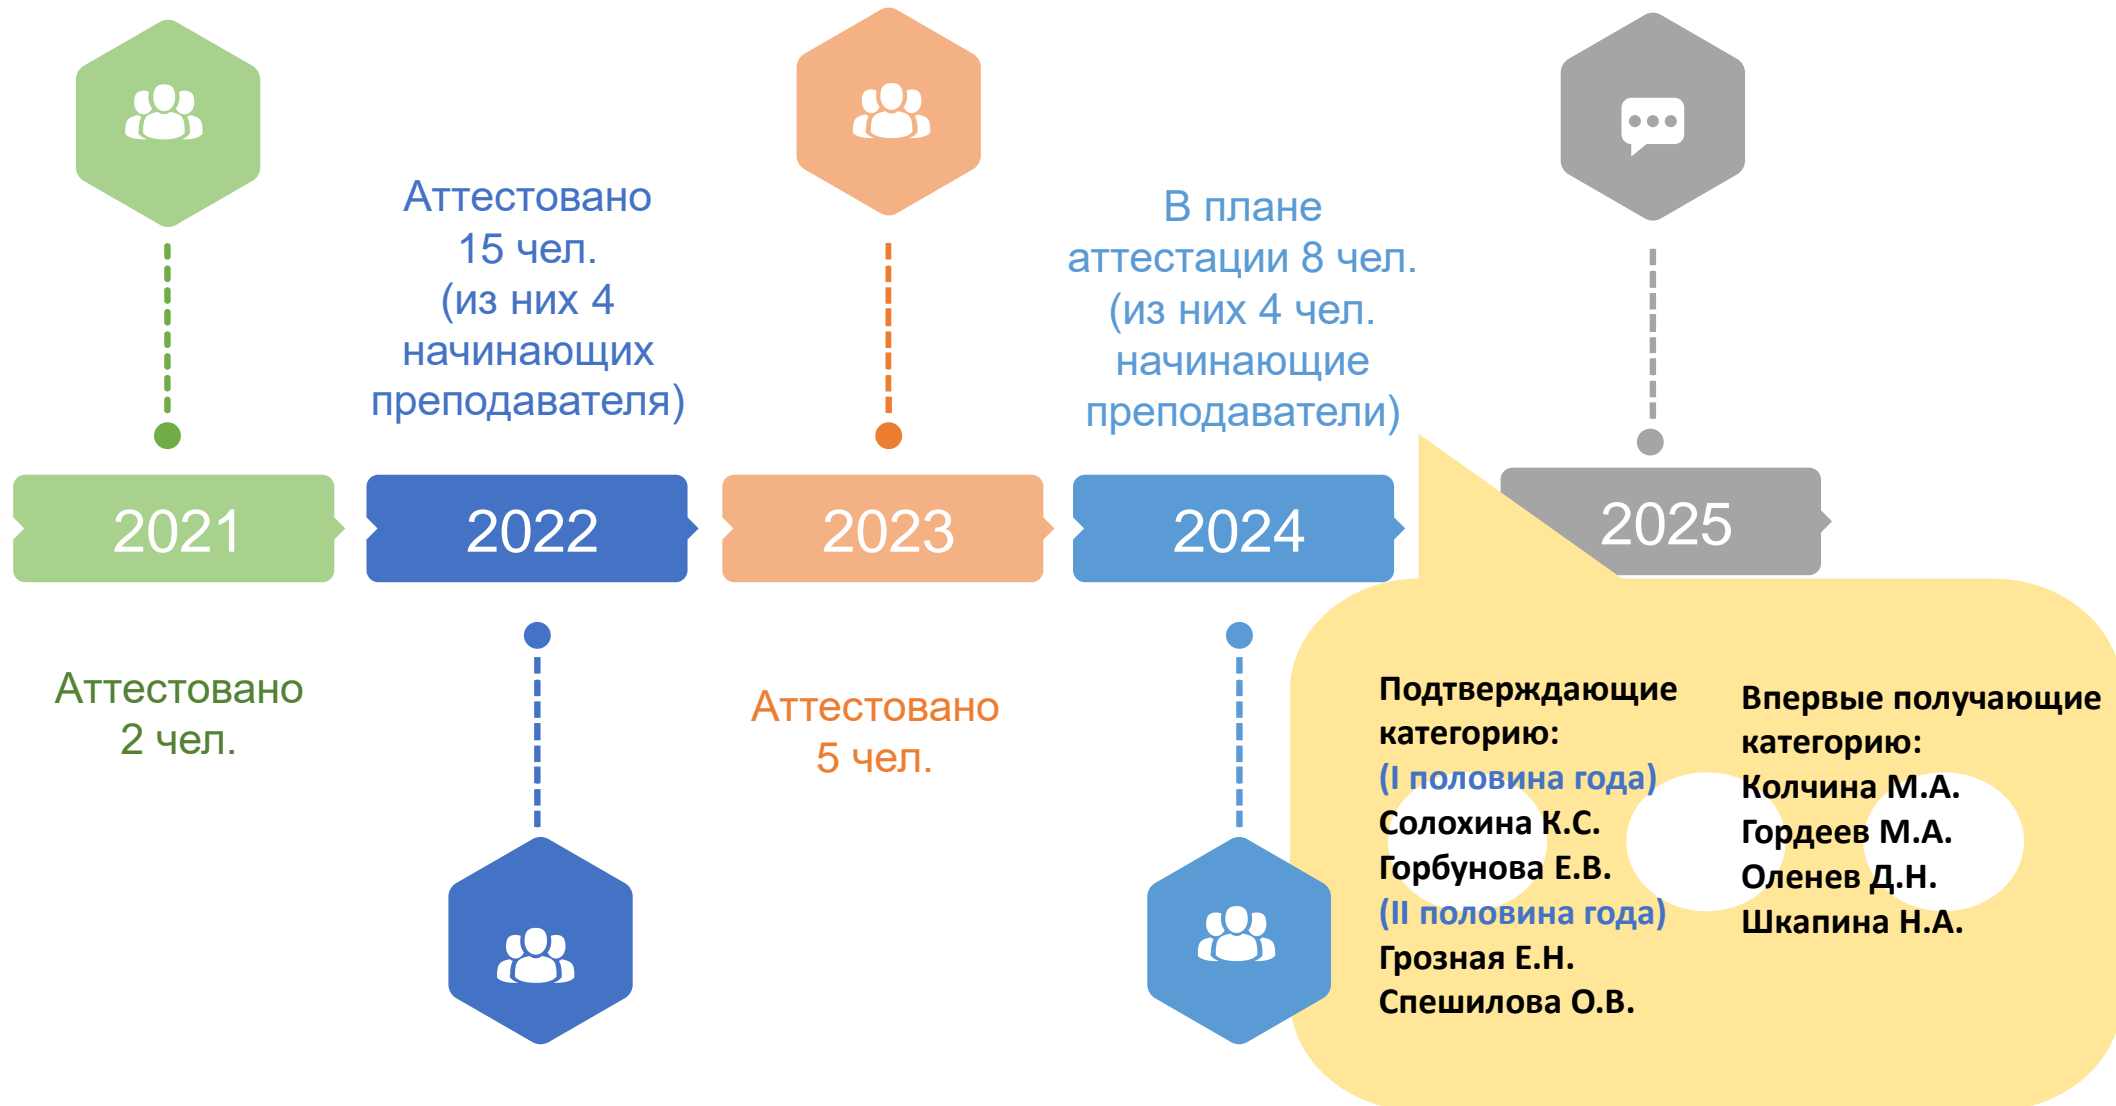 Аттестовано
15 чел.
(из них 4
начинающих
преподавателя)
В плане
аттестации 8 чел.
(из них 4 чел.
начинающие
преподаватели)
2021
2022
2023
2024
2025
Аттестовано
2 чел.
Аттестовано
5 чел.
Подтверждающие
категорию:
(I половина года)
Солохина К.С.
Горбунова Е.В.
(II половина года)
Грозная Е.Н.
Спешилова О.В.
Впервые получающие
категорию:
Колчина М.А.
Гордеев М.А.
Оленев Д.Н.
Шкапина Н.А.